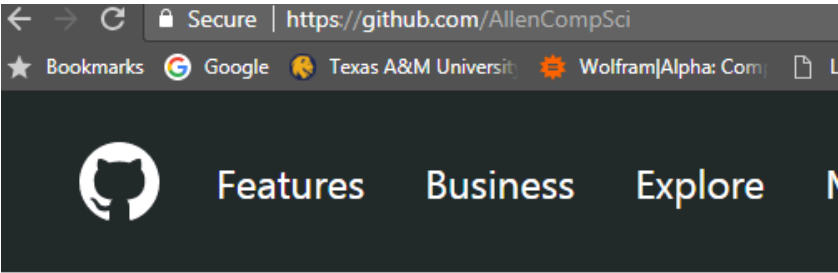 Secure | https://github.com/AllenCompSci
Bookmarks Google Texas A&M Universit Wolfram|Alpha: Com L
Features Business Explore